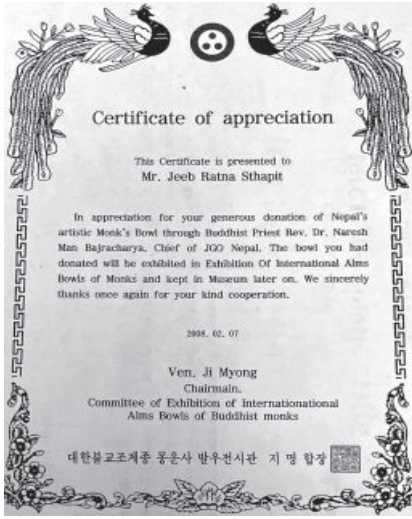 Certificate of appreciation
This Certificate is presented to
Mr. Jeeb Ratna Sthapit
In appreciation for your generous donation of Nepal's
artistic Monk's Bowl through Buddhist Priest Rev. Dr. Naresh
Man Bajracharya, Chief of JGO Nepal, The bowl you had
donated will be exhibited in Exhibition Of International Alms
Bowls of Monks and kept in Museum later on. We sincerely
thanks once again for your kind cooperation.
2008. 02. 07
Ven. Ji Myong
Chairmain,
Committee of Exhibition of Internationational
Alms Bowls of Buddhist monks
대한불교조계종 몽운사 발우전시관 지 명 합장